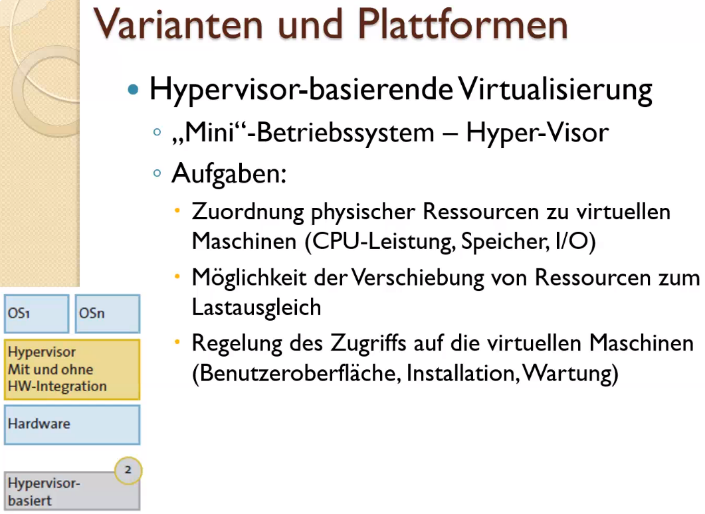 Varianten und Plattformen
• Hypervisor-basierende Virtualisierung
◦ „Mini“-Betriebssystem – Hyper-Visor
◦ Aufgaben:
• Zuordnung physischer Ressourcen zu virtuellen
Maschinen (CPU-Leistung, Speicher, I/O)
• Möglichkeit der Verschiebung von Ressourcen zum
Lastausgleich
• Regelung des Zugriffs auf die virtuellen Maschinen
(Benutzeroberfläche, Installation, Wartung)
OS1 OSn
Hypervisor
Mit und ohne
HW-Integration
Hardware
2
Hypervisor-
basiert